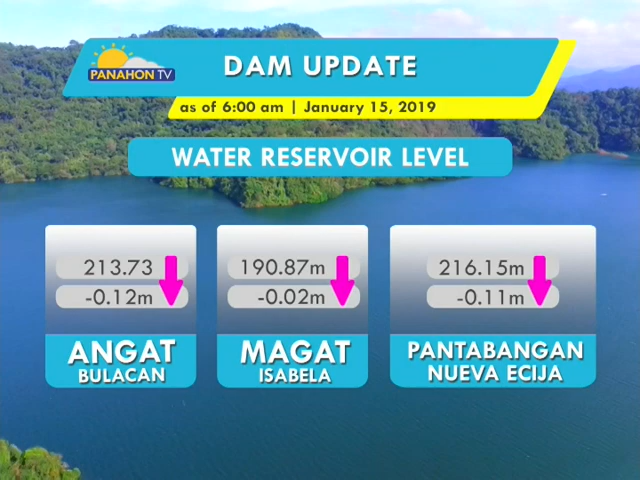 PANAHON TV
DAM UPDATE
as of 6:00 am | January 15, 2019
WATER RESERVOIR LEVEL
213.73
-0.12m
ANGAT
BULACAN
190.87m
-0.02m
MAGAT
ISABELA
216.15m
-0.11m
PANTABANGAN
NUEVA ECIJA